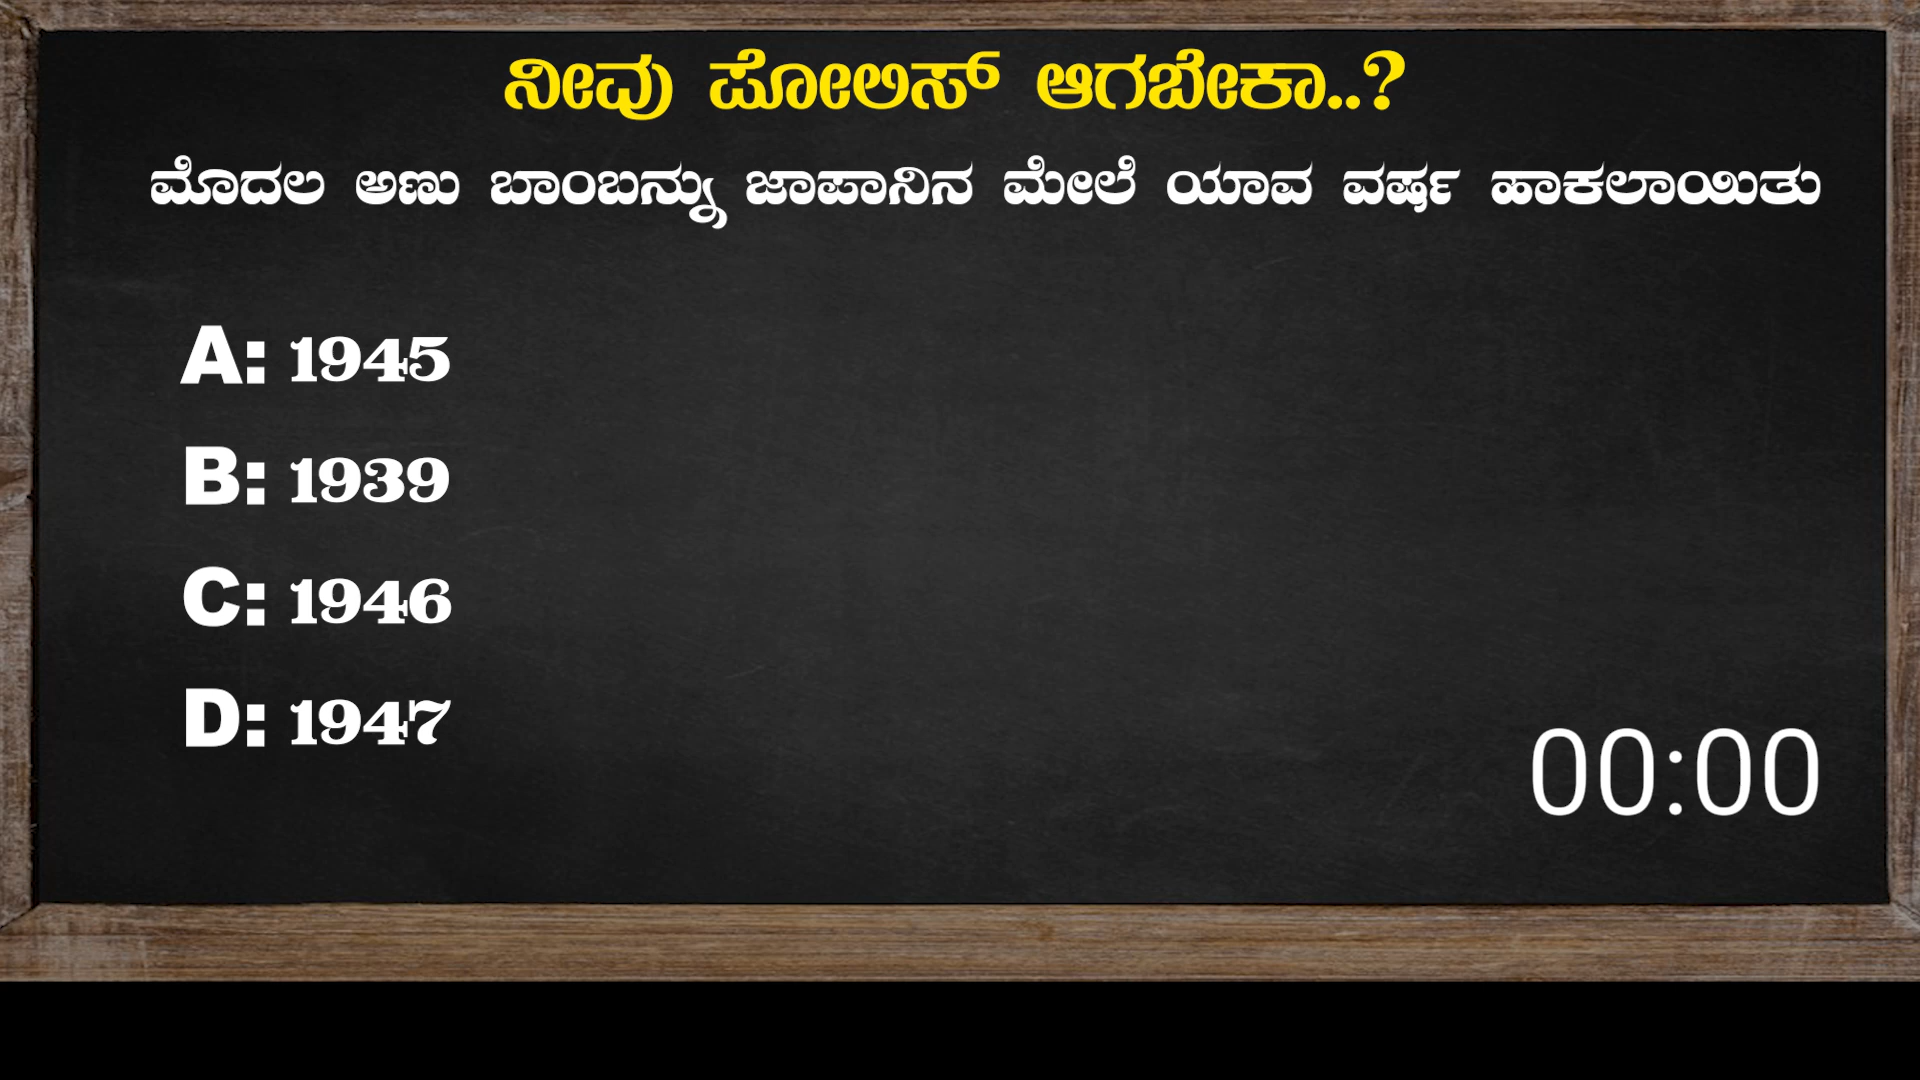 ನೀವು ಪೋಲಿಸ್ ಆಗಬೇಕಾ..?
ಮೊದಲ ಅಣು ಬಾಂಬನ್ನು ಜಾಪಾನಿನ ಮೇಲೆ ಯಾವ ವರ್ಷ ಹಾಕಲಾಯಿತು
A: 1945
B: 1939
C: 1946
D: 1947
00:00